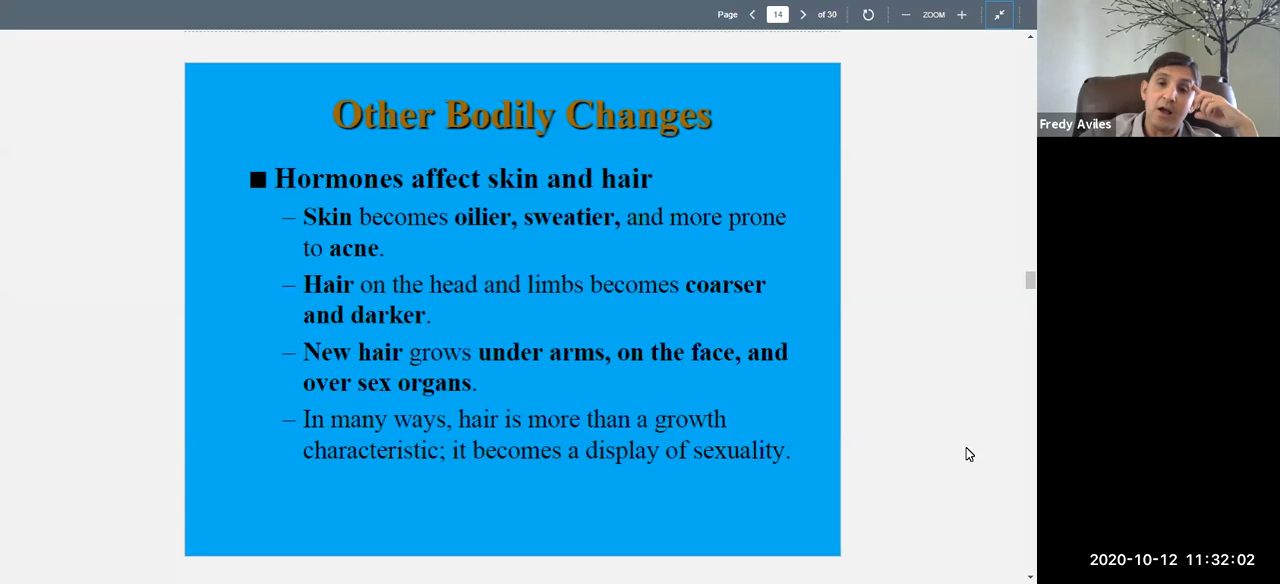 Page 14 of 30 ZOOM
Other Bodily Changes
Hormones affect skin and hair
– Skin becomes oilier, sweatier, and more prone
to acne.
– Hair on the head and limbs becomes coarser
and darker.
– New hair grows under arms, on the face, and
over sex organs.
– In many ways, hair is more than a growth
characteristic; it becomes a display of sexuality.
Fredy Aviles
2020-10-12 11:32:02